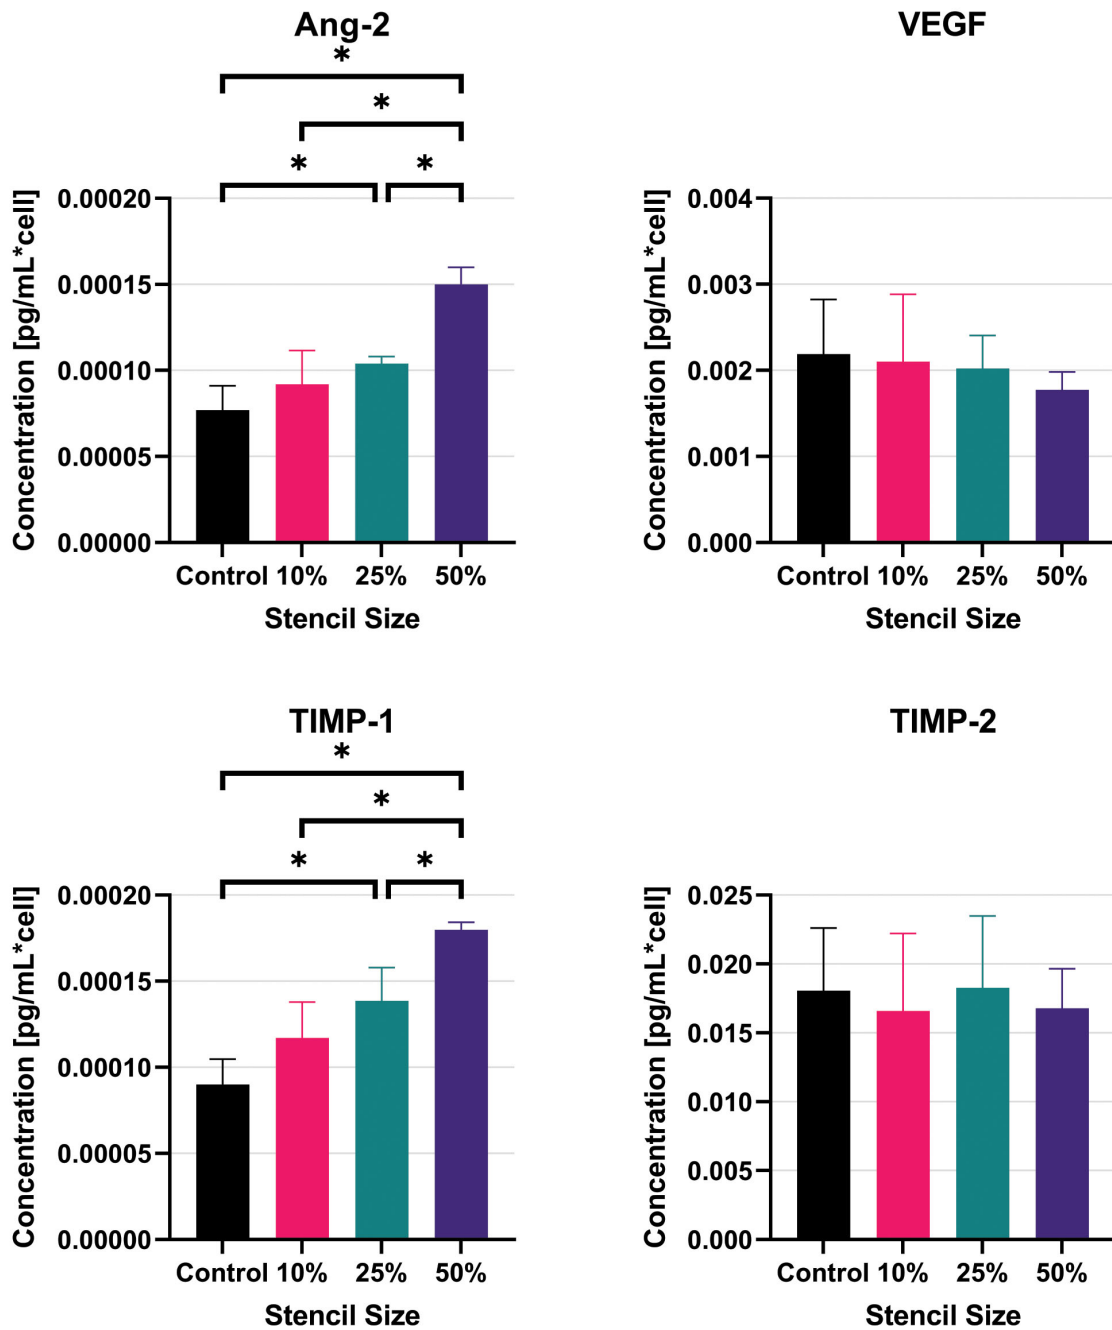 Ang-2
*
*
* *
Concentration [pg/mL*cell]
0.00020
0.00015
0.00010
0.00005
0.00000
Control 10% 25% 50%
Stencil Size
VEGF
Concentration [pg/mL*cell]
0.004
0.003
0.002
0.001
0.000
Control 10% 25% 50%
Stencil Size
TIMP-1
*
*
* *
Concentration [pg/mL*cell]
0.00020
0.00015
0.00010
0.00005
0.00000
Control 10% 25% 50%
Stencil Size
TIMP-2
Concentration [pg/mL*cell]
0.025
0.020
0.015
0.010
0.005
0.000
Control 10% 25% 50%
Stencil Size